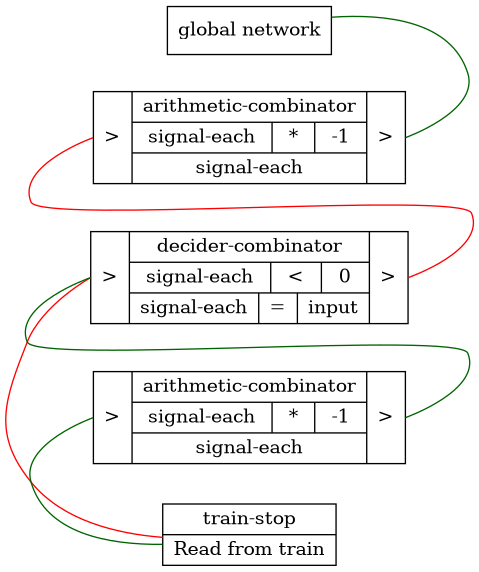 global network
arithmetic-combinator
> signal-each * -1 >
signal-each
decider-combinator
> signal-each < 0 >
signal-each = input
arithmetic-combinator
> signal-each * -1 >
signal-each
train-stop
Read from train